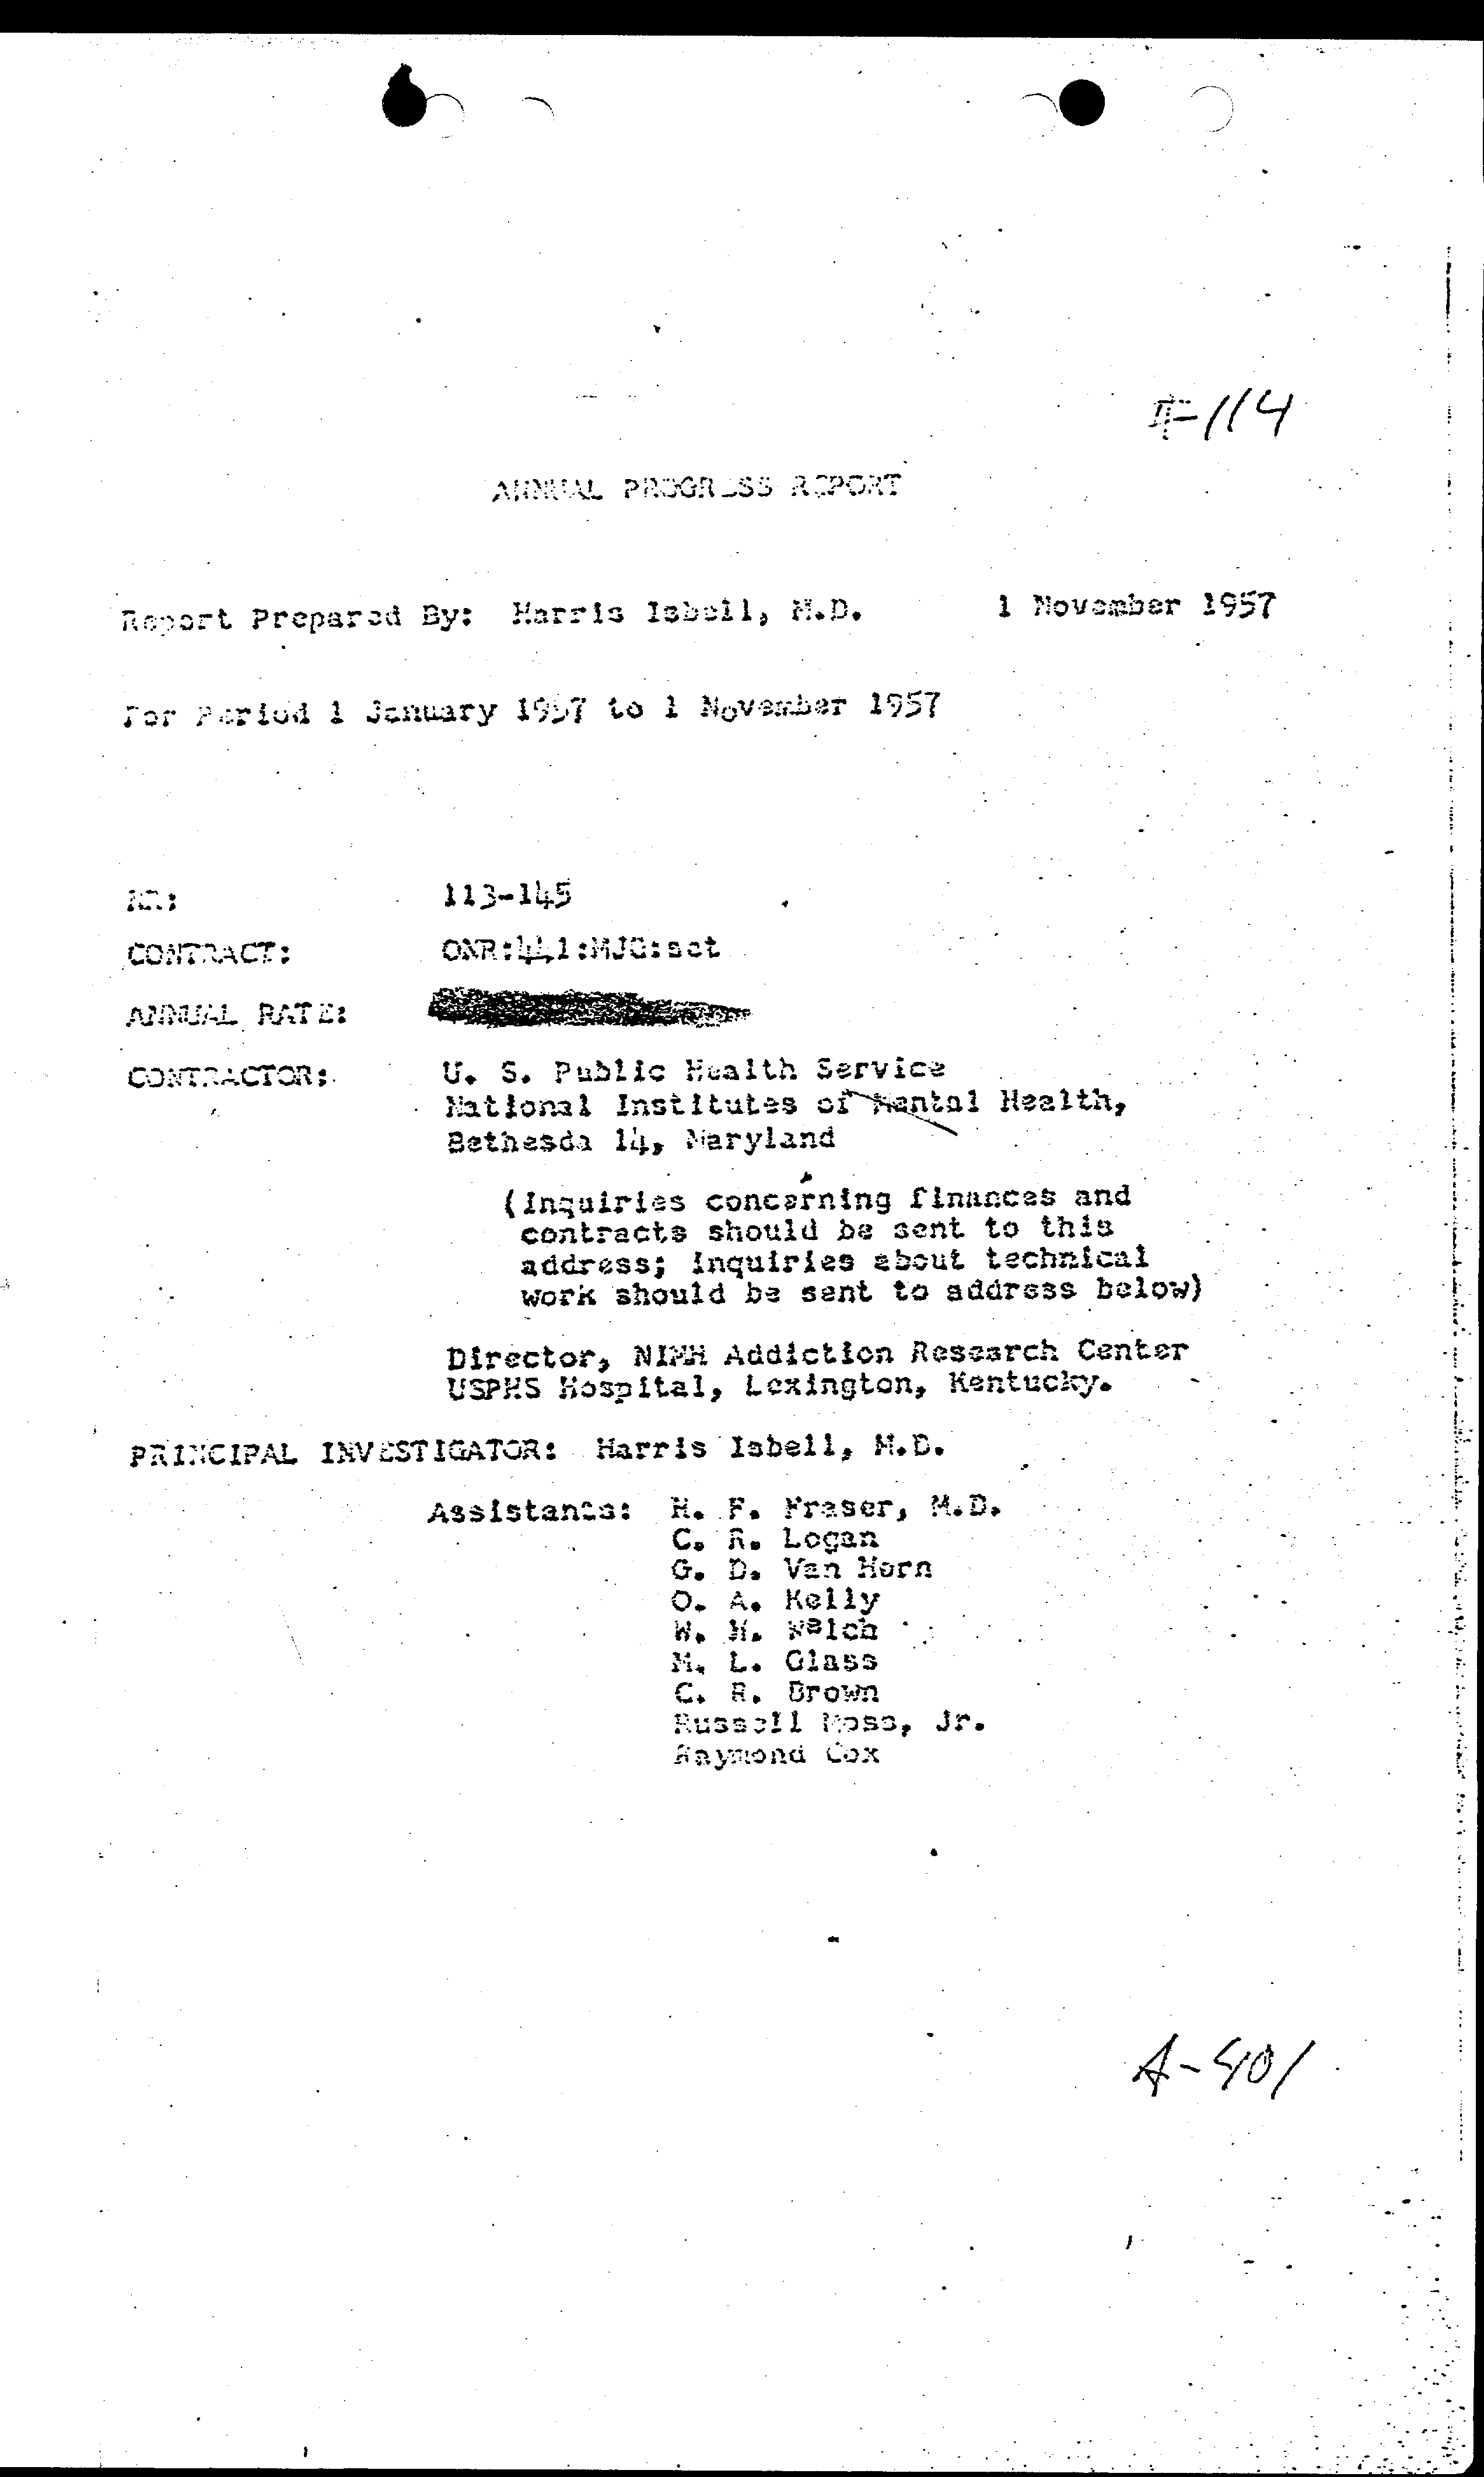 -114
ANNUAL PROGRESS REPORT
Report Prepared By: Harris Isbell, M.D. 1 November 1957
For Period 1 January 1957 to 1 November 1957
NR: 113-145
CONTRACT: ONR:441:MJG:sct
ANNUAL RATE:
CONTRACTOR: U. S. Public Health Service
National Institutes of Mental Health,
Bethesda 14, Maryland
(Inquiries concerning finances and
contracts should be sent to this
address; inquiries about technical
work should be sent to address below)
Director, NIMH Addiction Research Center
USPHS Hospital, Lexington, Kentucky.
PRINCIPAL INVESTIGATOR: Harris Isbell, M.D.
Assistants: H. F. Fraser, M.D.
C. R. Logan
G. D. Van Horn
O. A. Kelly
W. M.
M. L. Glass
C. R. Brown
Russell Moss, Jr.
Raymond Cox
A-401